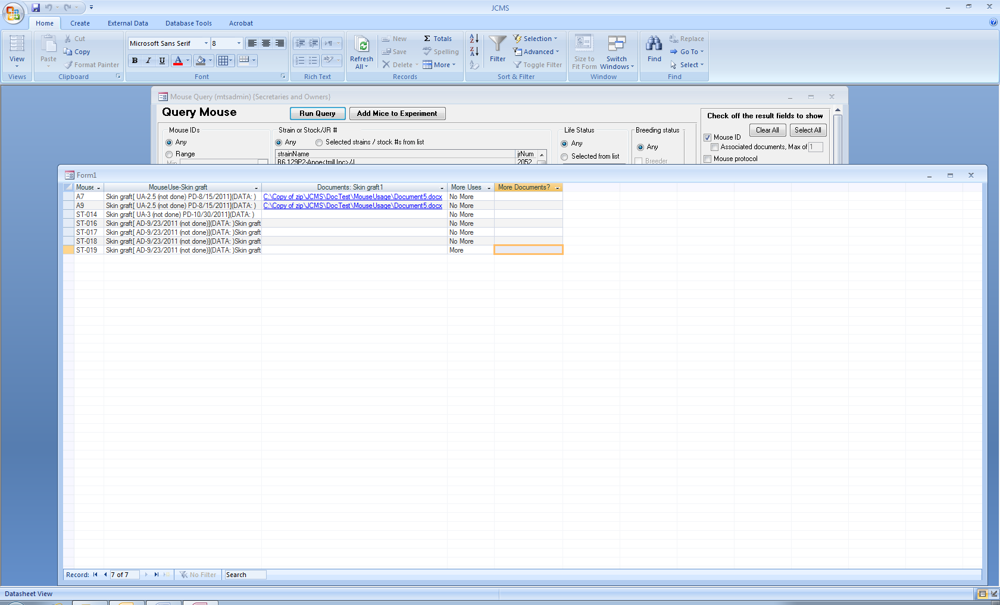 JCMS
Home Create External Data Database Tools Acrobat
View
Views
Paste
Cut
Copy
Format Painter
Clipboard
Microsoft Sans Serif 8
B I U A
Font
Rich Text
Refresh All
New
Save
Delete
Totals
Spelling
More
Records
Filter
Selection
Advanced
Toggle Filter
Sort & Filter
Size to Fit Form
Switch Windows
Window
Find
Replace
Go To
Select
Find
Mouse Query (mtsadmin) {Secretaries and Owners}
Query Mouse Run Query Add Mice to Experiment
Mouse IDs
Any
Range
Min
Strain or Stock/JR #
Any Selected strains / stock #s from list
strainName jrNum
B6.129P2-Apoe<tm1Unc>/J 2052
Life Status
Any
Selected from list
Breeding status
Any
Breeder
Check off the result fields to show
Clear All Select All
Mouse ID
Associated documents, Max of 1
Mouse protocol
Form1
Mouse MouseUse-Skin graft Documents: Skin graft1 More Uses More Documents?
A7 Skin graft[ UA-2.5 (not done) PD-8/15/2011](DATA: ) C:\Copy of zip\JCMS\DocTest\MouseUsage\Document5.docx No More
A9 Skin graft[ UA-2.5 (not done) PD-8/15/2011](DATA: ) C:\Copy of zip\JCMS\DocTest\MouseUsage\Document5.docx No More
ST-014 Skin graft[ UA-3 (not done) PD-10/30/2011](DATA: ) No More
ST-016 Skin graft[ AD-9/23/2011 (not done)](DATA: )Skin graft No More
ST-017 Skin graft[ AD-9/23/2011 (not done)](DATA: )Skin graft No More
ST-018 Skin graft[ AD-9/23/2011 (not done)](DATA: )Skin graft No More
ST-019 Skin graft[ AD-9/23/2011 (not done)](DATA: )Skin graft More
Record: 7 of 7 No Filter Search
Datasheet View